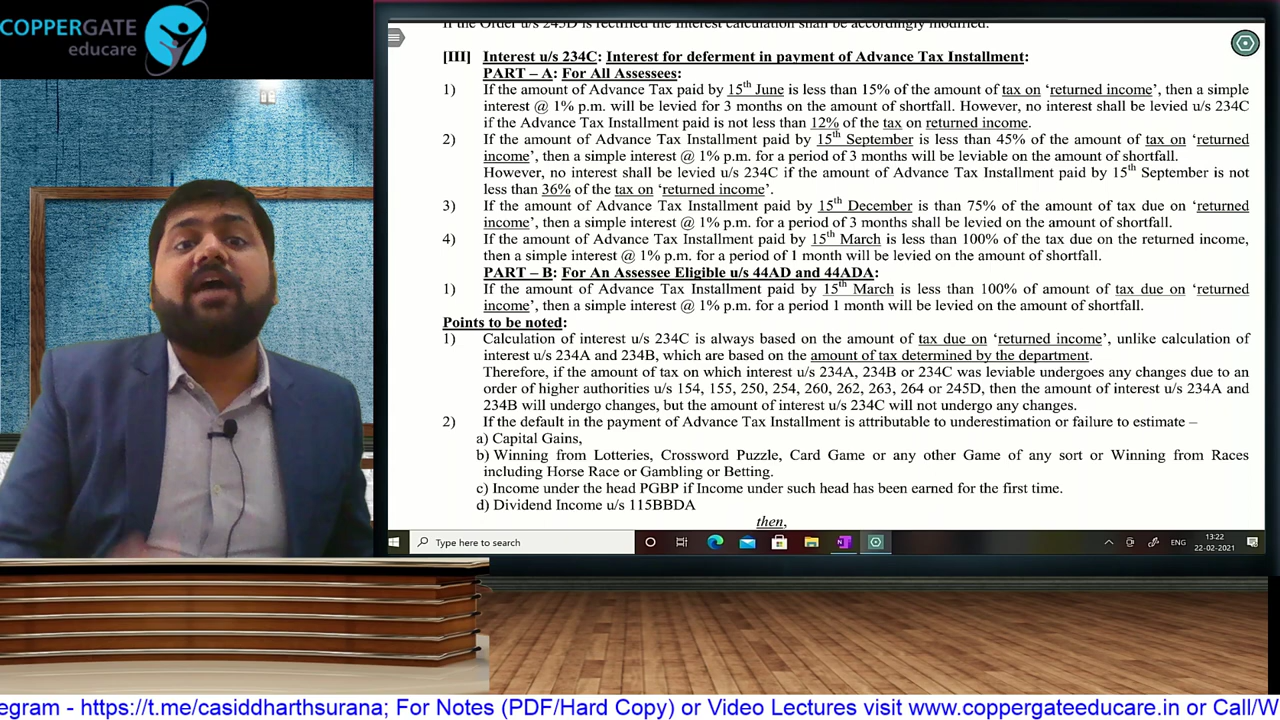 COPPERGATE
educare
If the Order u/s 245D is rectified the interest calculation shall be accordingly modified.
[III] Interest u/s 234C: Interest for deferment in payment of Advance Tax Installment:
PART – A: For All Assessees:
1) If the amount of Advance Tax paid by 15th June is less than 15% of the amount of tax on ‘returned income’, then a simple
interest @ 1% p.m. will be levied for 3 months on the amount of shortfall. However, no interest shall be levied u/s 234C
if the Advance Tax Installment paid is not less than 12% of the tax on returned income.
2) If the amount of Advance Tax Installment paid by 15th September is less than 45% of the amount of tax on ‘returned
income’, then a simple interest @ 1% p.m. for a period of 3 months will be leviable on the amount of shortfall.
However, no interest shall be levied u/s 234C if the amount of Advance Tax Installment paid by 15th September is not
less than 36% of the tax on ‘returned income’.
3) If the amount of Advance Tax Installment paid by 15th December is than 75% of the amount of tax due on ‘returned
income’, then a simple interest @ 1% p.m. for a period of 3 months shall be levied on the amount of shortfall.
4) If the amount of Advance Tax Installment paid by 15th March is less than 100% of the tax due on the returned income,
then a simple interest @ 1% p.m. for a period of 1 month will be levied on the amount of shortfall.
PART – B: For An Assessee Eligible u/s 44AD and 44ADA:
1) If the amount of Advance Tax Installment paid by 15th March is less than 100% of amount of tax due on ‘returned
income’, then a simple interest @ 1% p.m. for a period 1 month will be levied on the amount of shortfall.
Points to be noted:
1) Calculation of interest u/s 234C is always based on the amount of tax due on ‘returned income’, unlike calculation of
interest u/s 234A and 234B, which are based on the amount of tax determined by the department.
Therefore, if the amount of tax on which interest u/s 234A, 234B or 234C was leviable undergoes any changes due to an
order of higher authorities u/s 154, 155, 250, 254, 260, 262, 263, 264 or 245D, then the amount of interest u/s 234A and
234B will undergo changes, but the amount of interest u/s 234C will not undergo any changes.
2) If the default in the payment of Advance Tax Installment is attributable to underestimation or failure to estimate –
a) Capital Gains,
b) Winning from Lotteries, Crossword Puzzle, Card Game or any other Game of any sort or Winning from Races
including Horse Race or Gambling or Betting.
c) Income under the head PGBP if Income under such head has been earned for the first time.
d) Dividend Income u/s 115BBDA
then,
Type here to search
ENG
13:22
22-02-2021
egram - https://t.me/casiddharthsurana; For Notes (PDF/Hard Copy) or Video Lectures visit www.coppergateeducare.in or Call/W